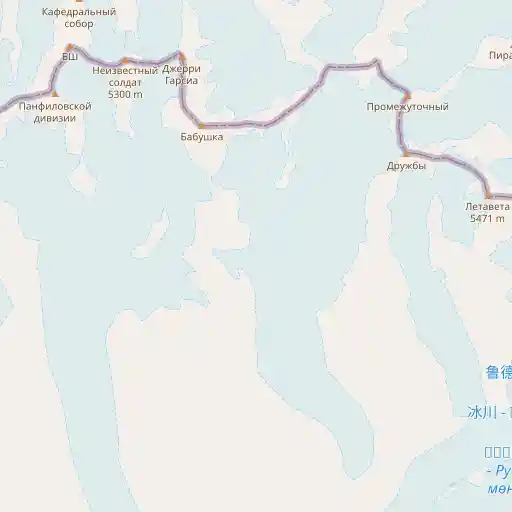 Кафедральный
собор
БШ
Неизвестный
солдат
5300 m
Джерри
Гарсиа
Панфиловской
дивизии
Бабушка
Промежуточный
Дружбы
Летавета
5471 m
Пира
鲁德
冰川 -
- Ру
мөн